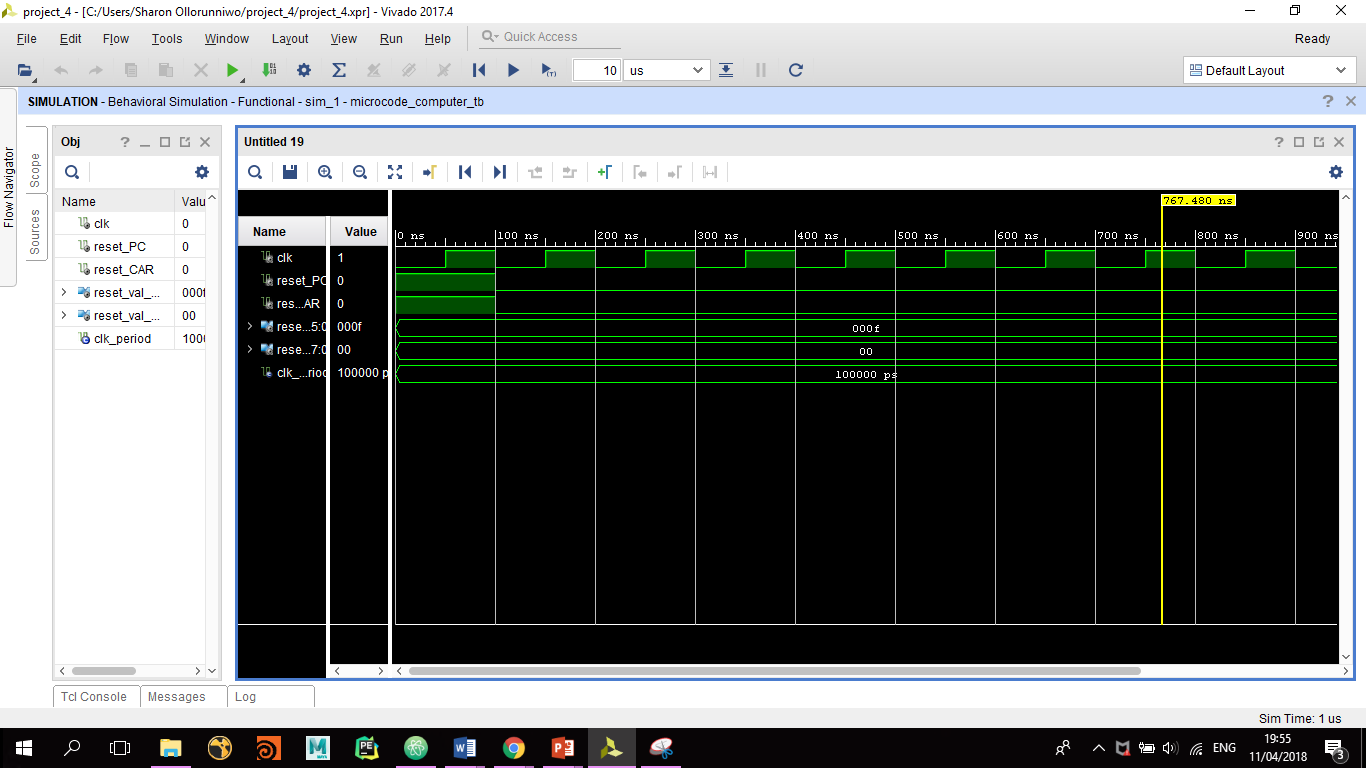 project_4 - [C:/Users/Sharon Ollorunniwo/project_4/project_4.xpr] - Vivado 2017.4
File Edit Flow Tools Window Layout View Run Help Quick Access Ready
10 us Default Layout
SIMULATION - Behavioral Simulation - Functional - sim_1 - microcode_computer_tb
Flow Navigator
Scope
Sources
Obj
Name Valu
clk 0
reset_PC 0
reset_CAR 0
reset_val_... 000f
reset_val_... 00
clk_period 1000
Untitled 19
767.480 ns
Name Value
0 ns 100 ns 200 ns 300 ns 400 ns 500 ns 600 ns 700 ns 800 ns 900 ns
clk 1
reset_PC 0
res...AR 0
rese...5:0 000f 000f
rese...7:0 00 00
clk_...riod 100000 p 100000 ps
Tcl Console Messages Log
Sim Time: 1 us
ENG
19:55
11/04/2018
3